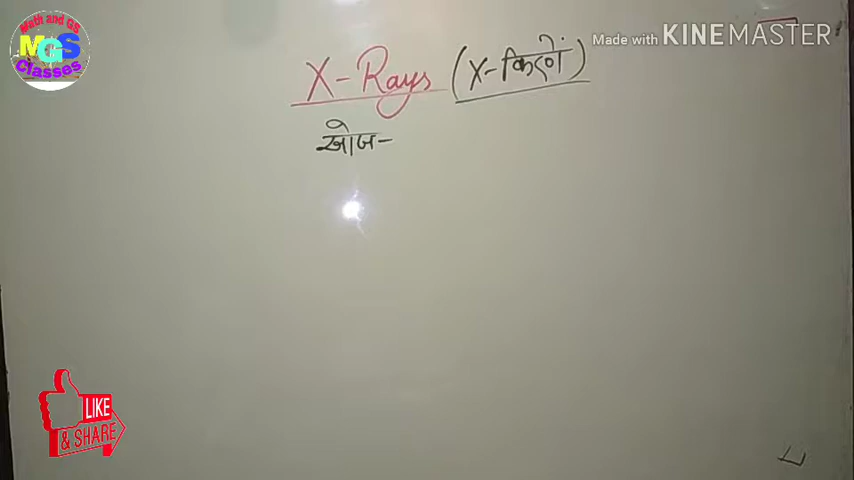 Math and GS
MGS
Classes
Made with KINEMASTER
X-Rays (X-किरणें)
खोज-
LIKE
& SHARE